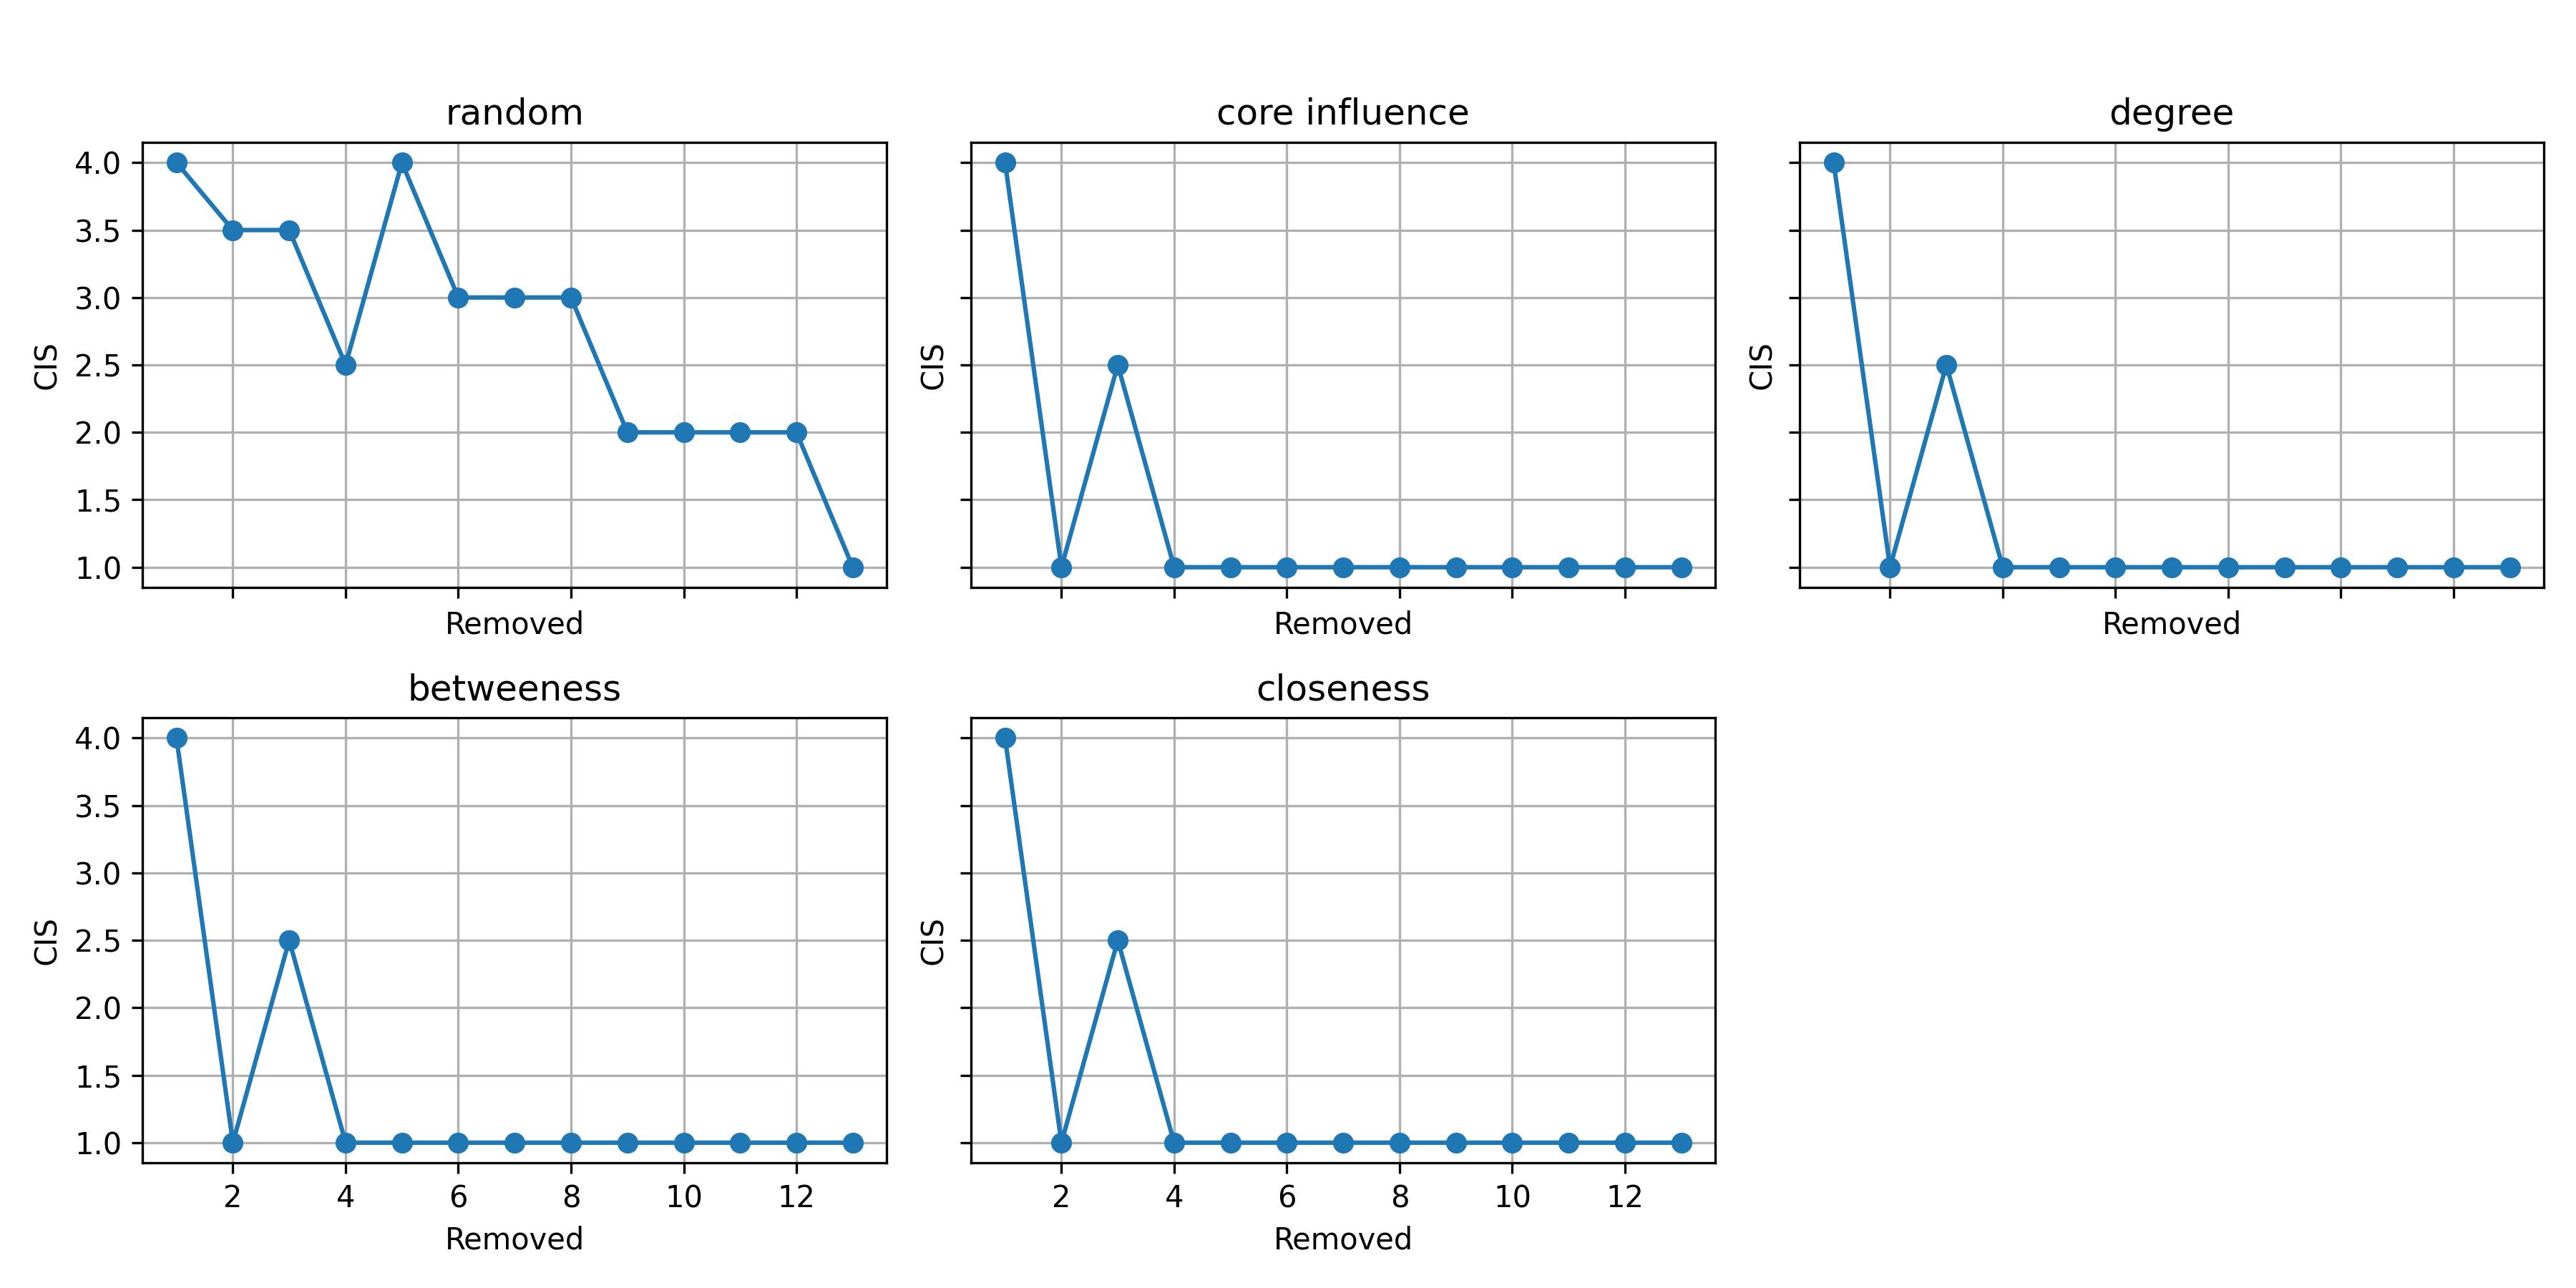 random
core influence
degree
4.0
3.5
3.0
2.5
2.0
1.5
1.0
CIS
CIS
CIS
Removed
Removed
Removed
betweeness
closeness
4.0
3.5
3.0
2.5
2.0
1.5
1.0
CIS
CIS
2 4 6 8 10 12
2 4 6 8 10 12
Removed
Removed